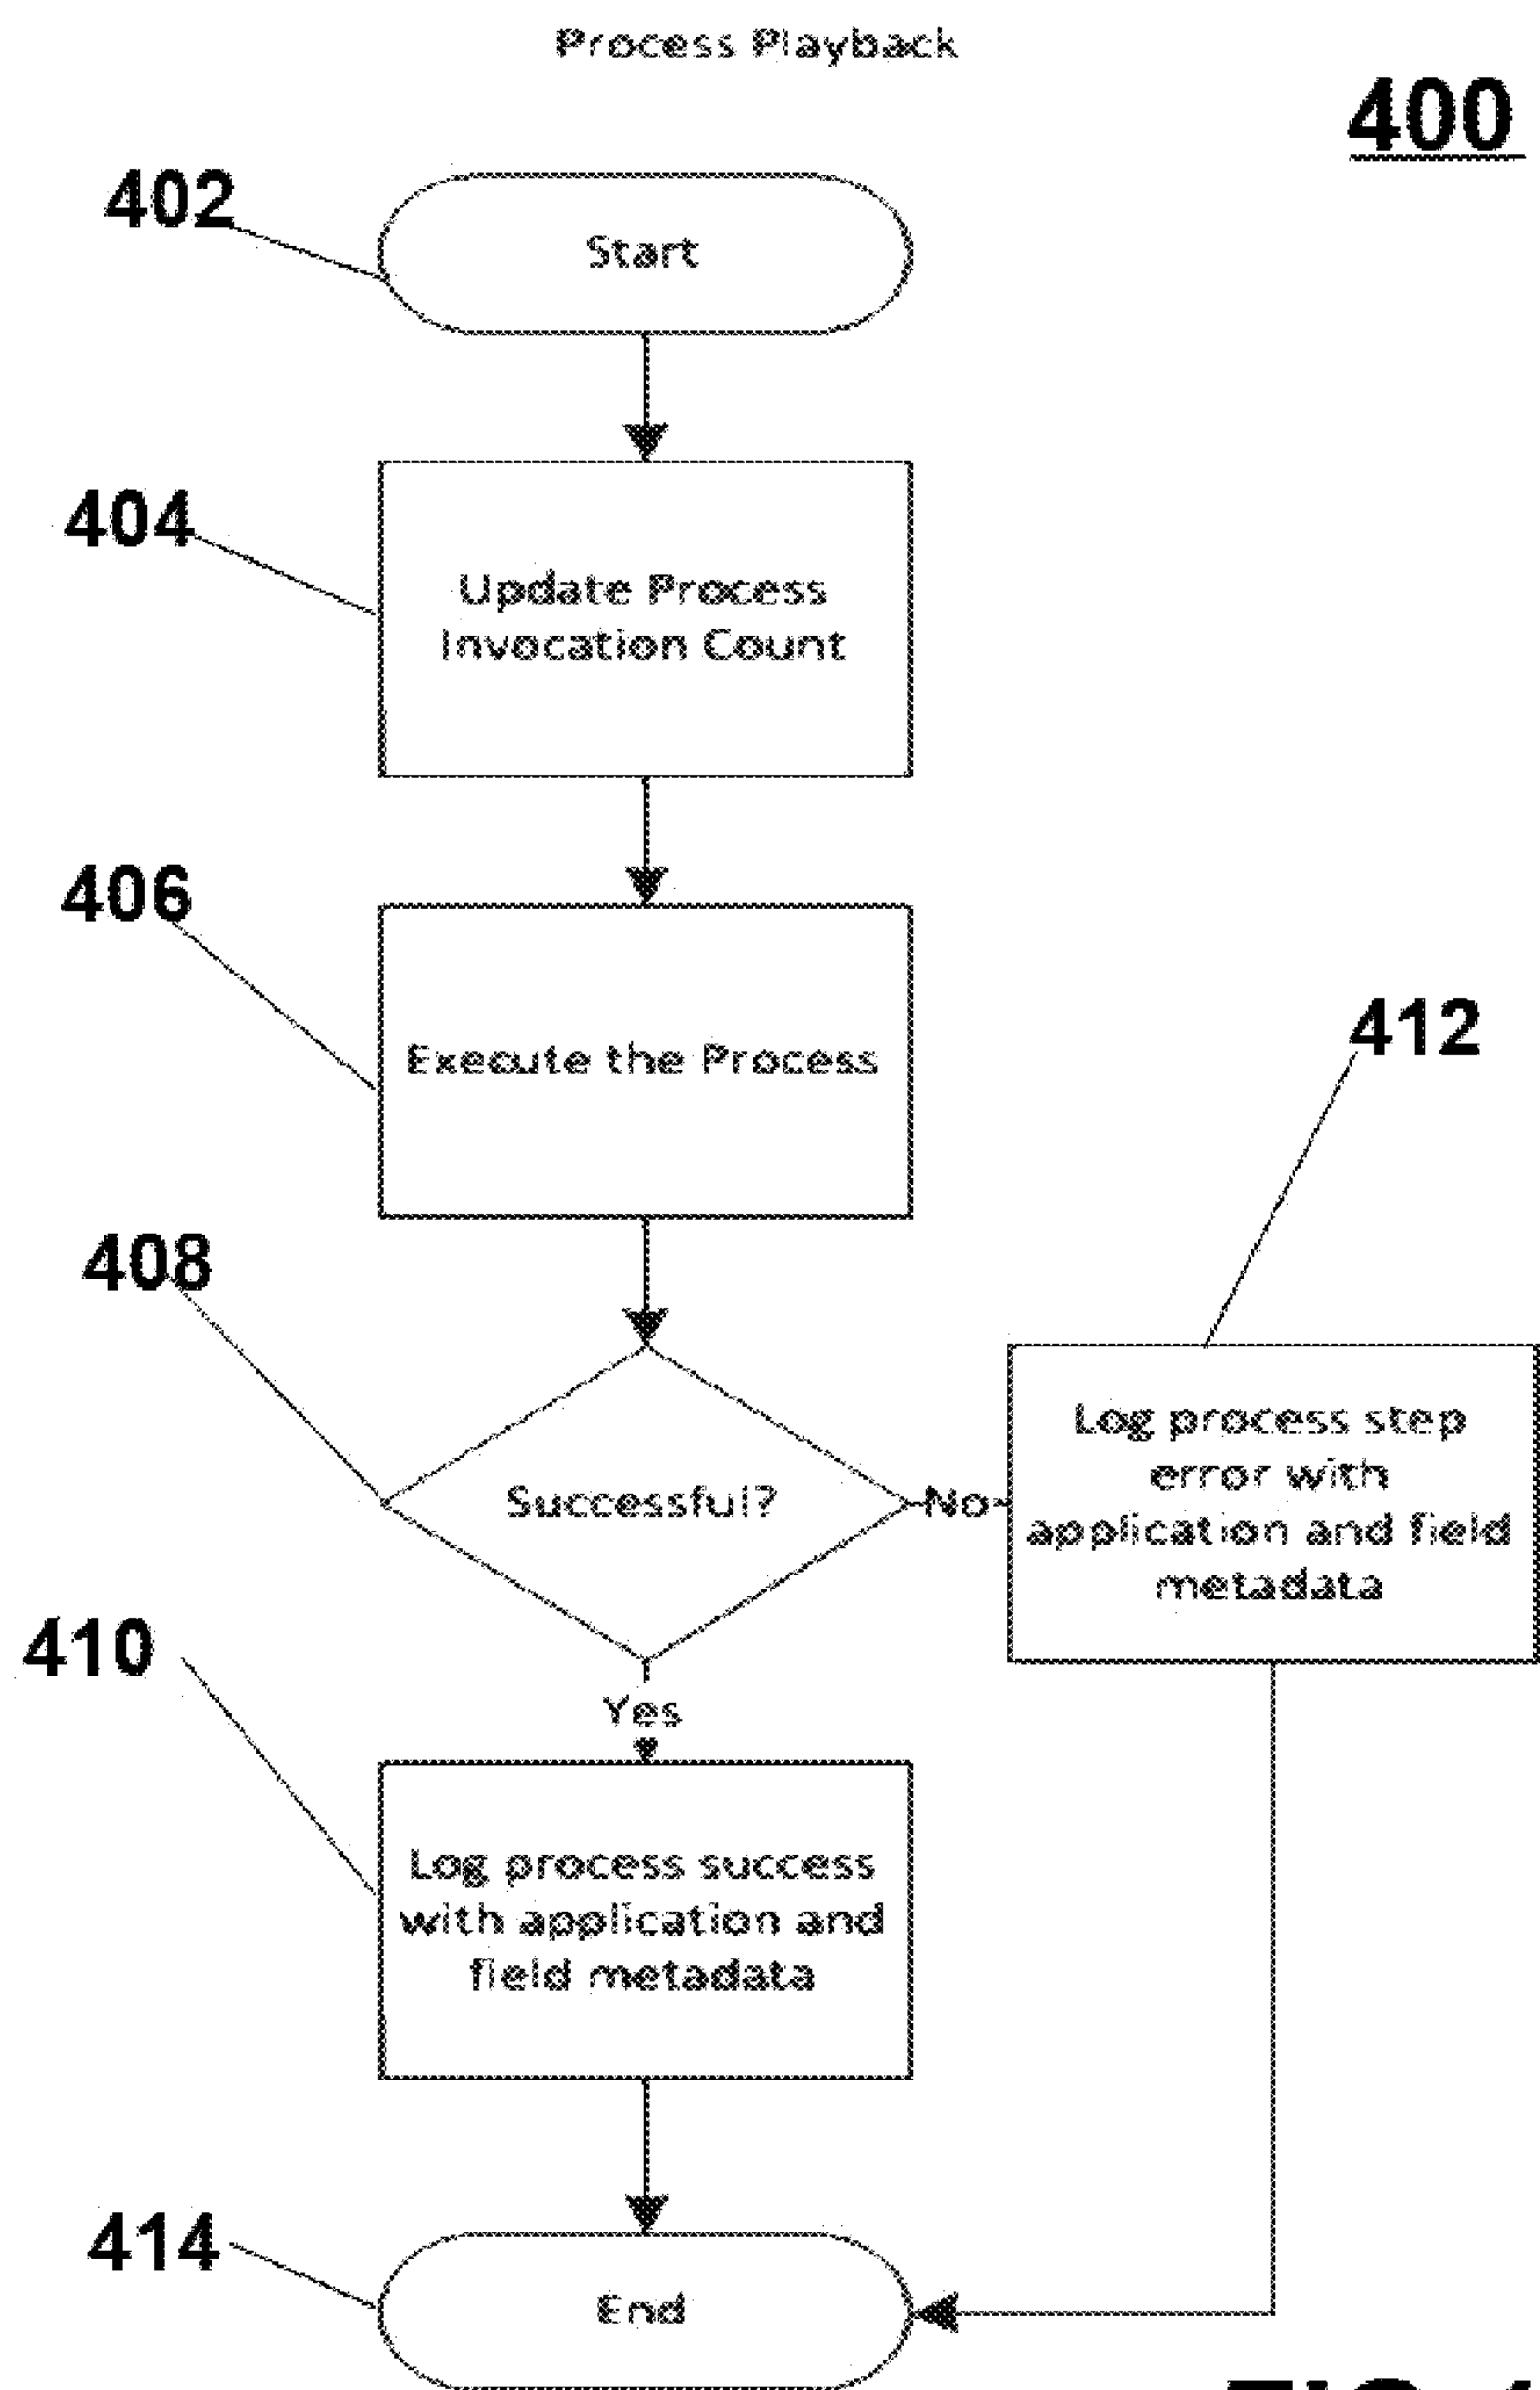 Process Playback
400
402
Start
404
Update Process
Invocation Count
406
Execute the Process
412
408
Successful?
No
Log process step
error with
application and field
metadata
410
Yes
Log process success
with application and
field metadata
414
End